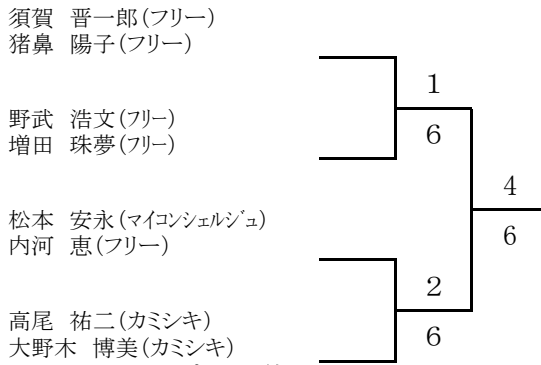 須賀 晋一郎(フリー)
猪鼻 陽子(フリー)
1
野武 浩文(フリー)
増田 珠夢(フリー)
6
4
松本 安永(マイコンシェルジュ)
内河 恵(フリー)
6
2
高尾 祐二(カミシキ)
大野木 博美(カミシキ)
6